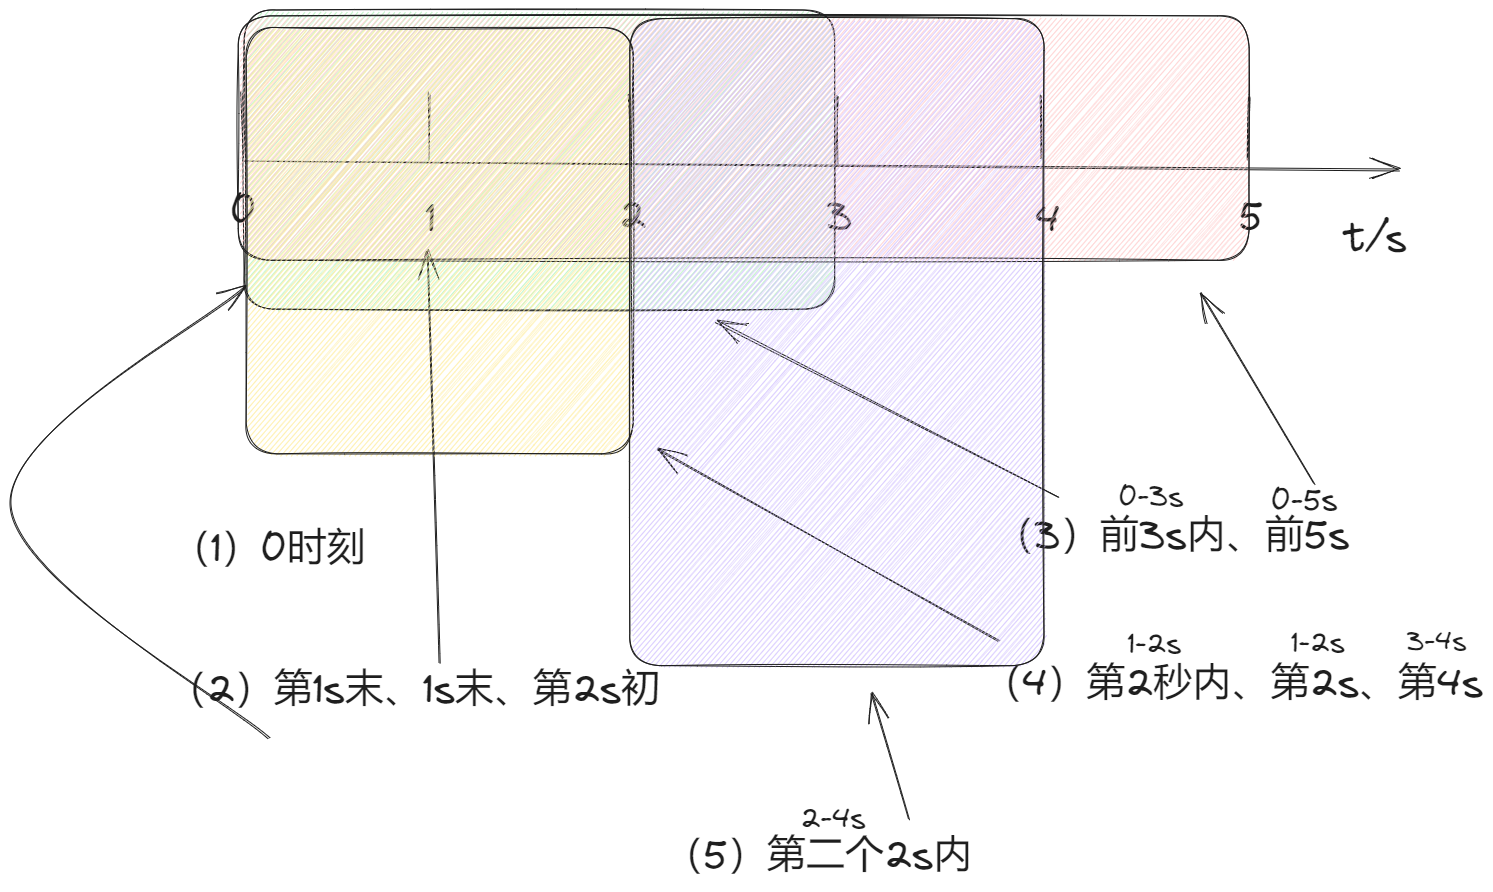 0 1 2 3 4 5
t/s
(1) 0时刻
0-3s 0-5s
(3) 前3s内、前5s
(2) 第1s末、1s末、第2s初
1-2s 1-2s 3-4s
(4) 第2秒内、第2s、第4s
2-4s
(5) 第二个2s内